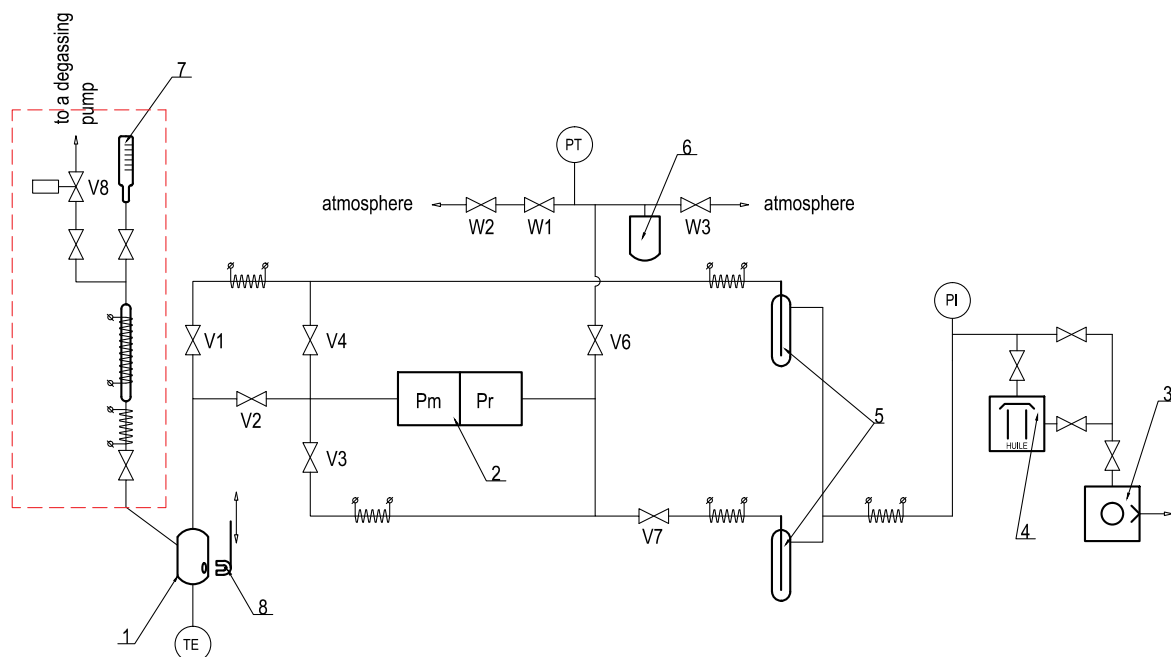 to a degassing
pump
7
V8
PT
6
atmosphere
W2
W1
W3
atmosphere
PI
V1
V4
V6
V2
Pm
Pr
5
3
HUILE
V3
2
4
V7
1
8
TE